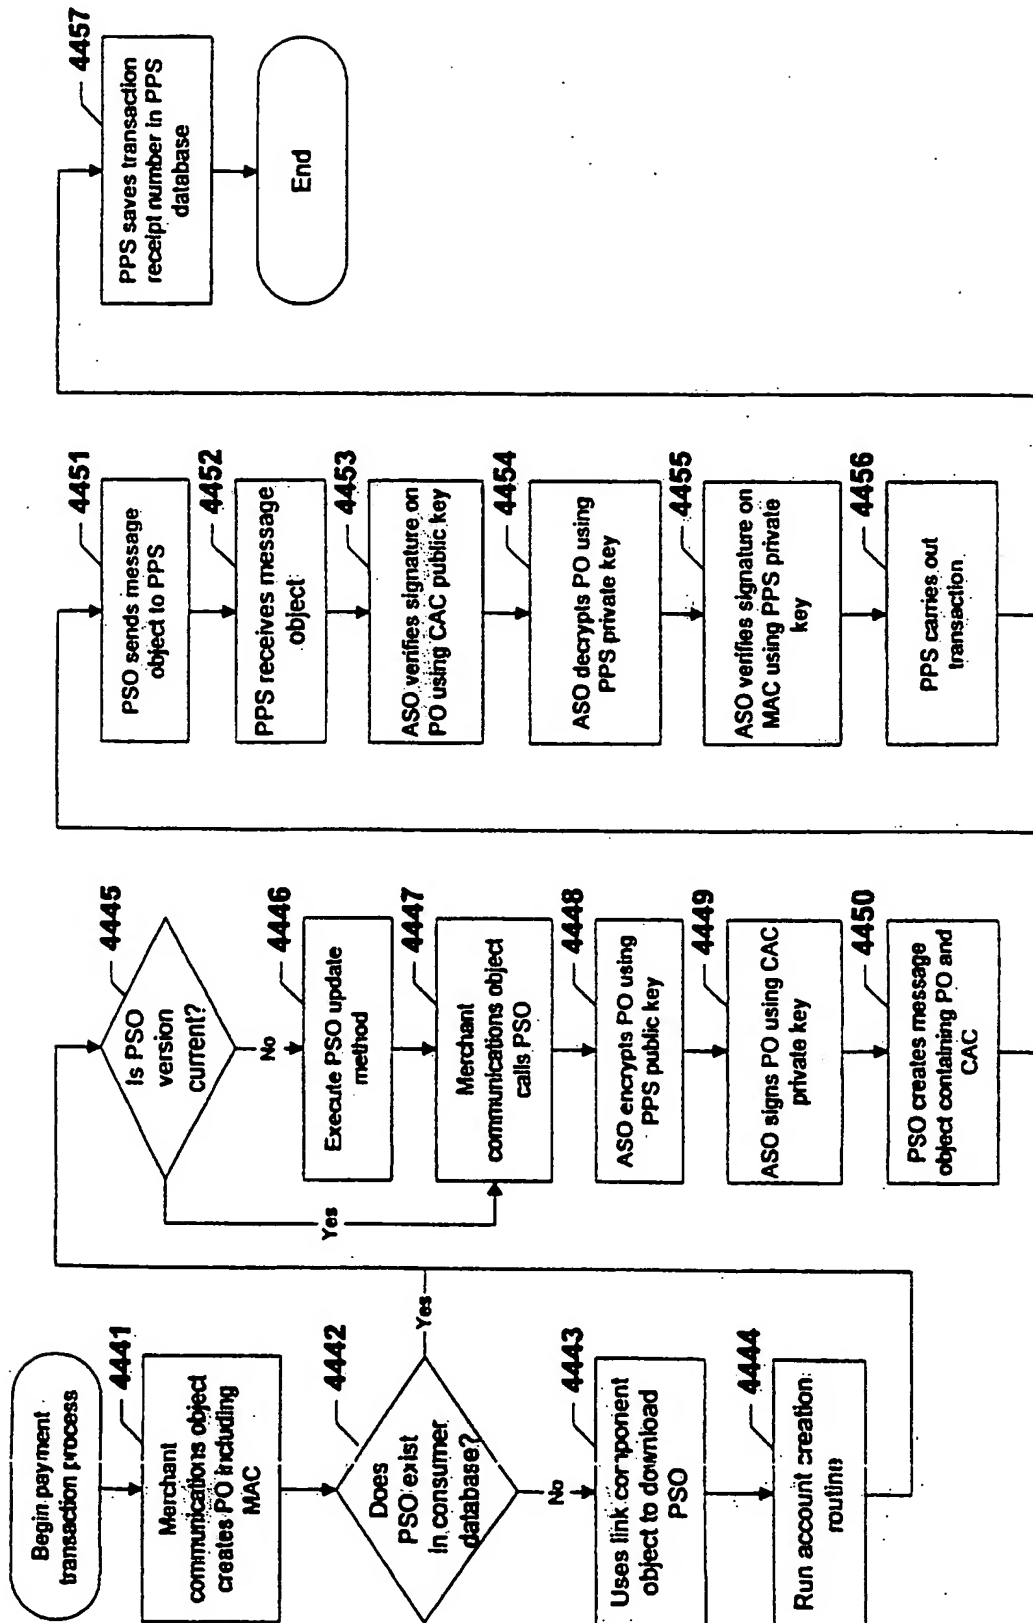 Begin payment
transaction process
4441
Merchant
communications object
creates PO including
MAC
4442
Does
PSO exist
in consumer
database?
Yes
No
4443
Uses link component
object to download
PSO
4444
Run account creation
routine
4445
Is PSO
version
current?
No
Yes
4446
Execute PSO update
method
4447
Merchant
communications object
calls PSO
4448
ASO encrypts PO using
PPS public key
4449
ASO signs PO using CAC
private key
4450
PSO creates message
object containing PO and
CAC
4451
PSO sends message
object to PPS
4452
PPS receives message
object
4453
ASO verifies signature on
PO using CAC public key
4454
ASO decrypts PO using
PPS private key
4455
ASO verifies signature on
MAC using PPS private
key
4456
PPS carries out
transaction
4457
PPS saves transaction
receipt number in PPS
database
End